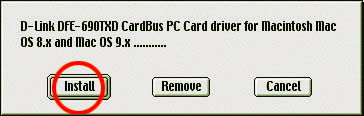 D-Link DFE-690TXD CardBus PC Card driver for Macintosh Mac
OS 8.x and Mac OS 9.x ...........
Install Remove Cancel